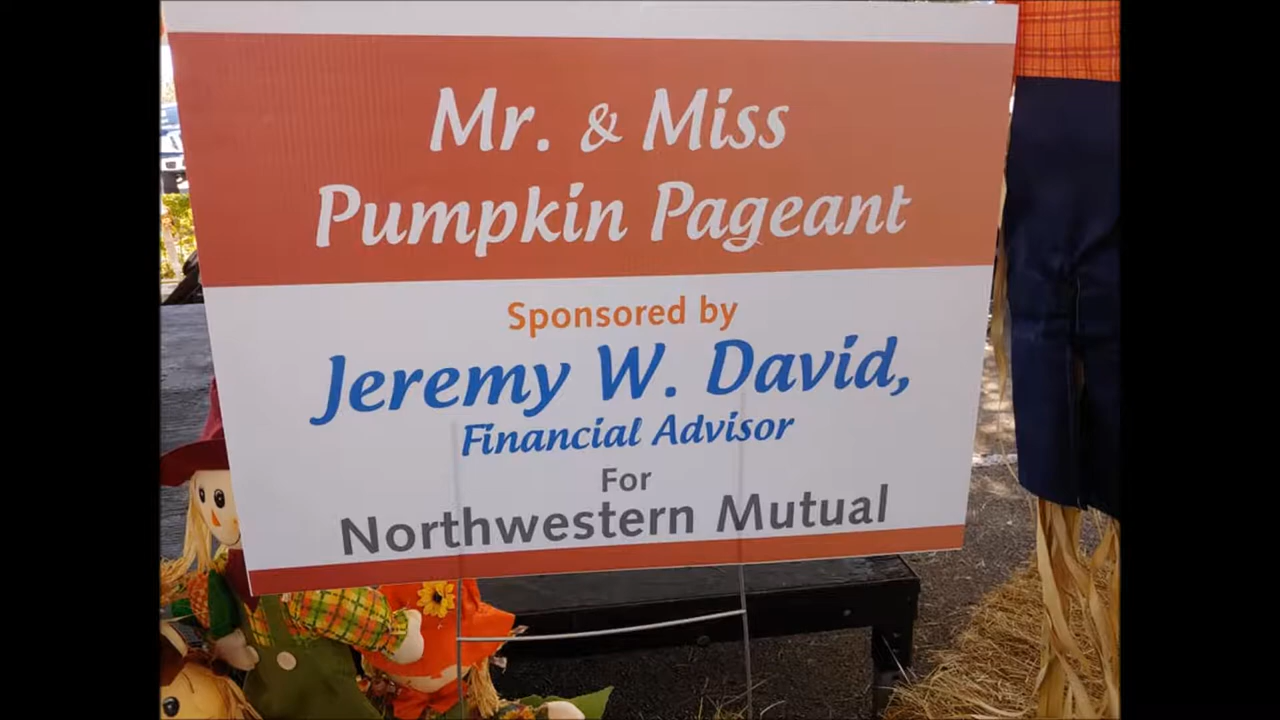 Mr. & Miss
Pumpkin Pageant
Sponsored by
Jeremy W. David,
Financial Advisor
For
Northwestern Mutual